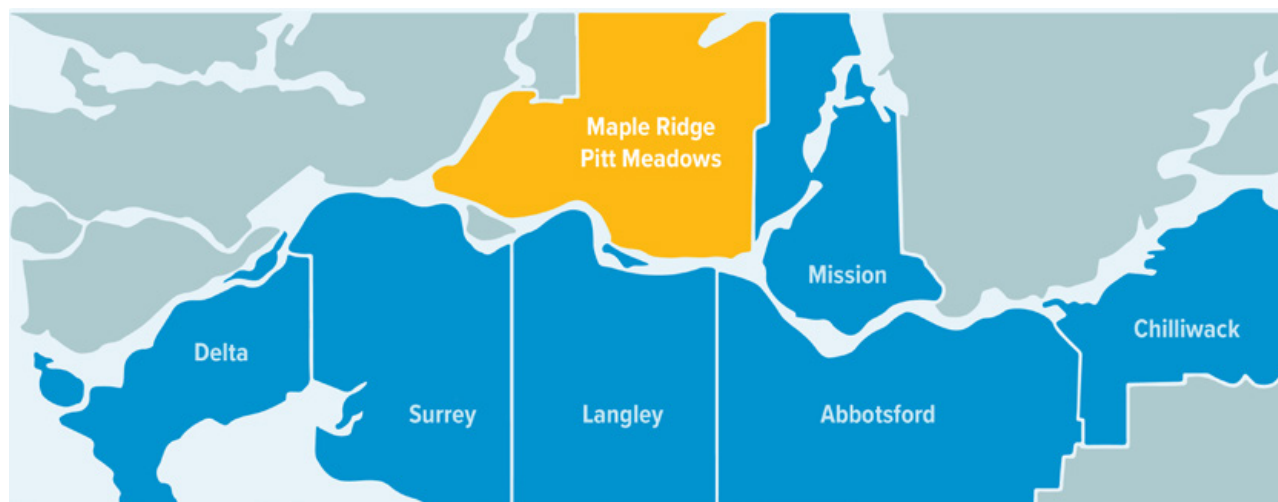 Maple Ridge
Pitt Meadows
Mission
Chilliwack
Delta
Surrey
Langley
Abbotsford